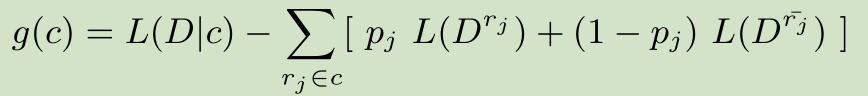 g(c) = L(D|c) − ∑_{r_j ∈ c} [ p_j L(D^{r_j}) + (1 − p_j) L(D^{\bar{r_j}}) ]